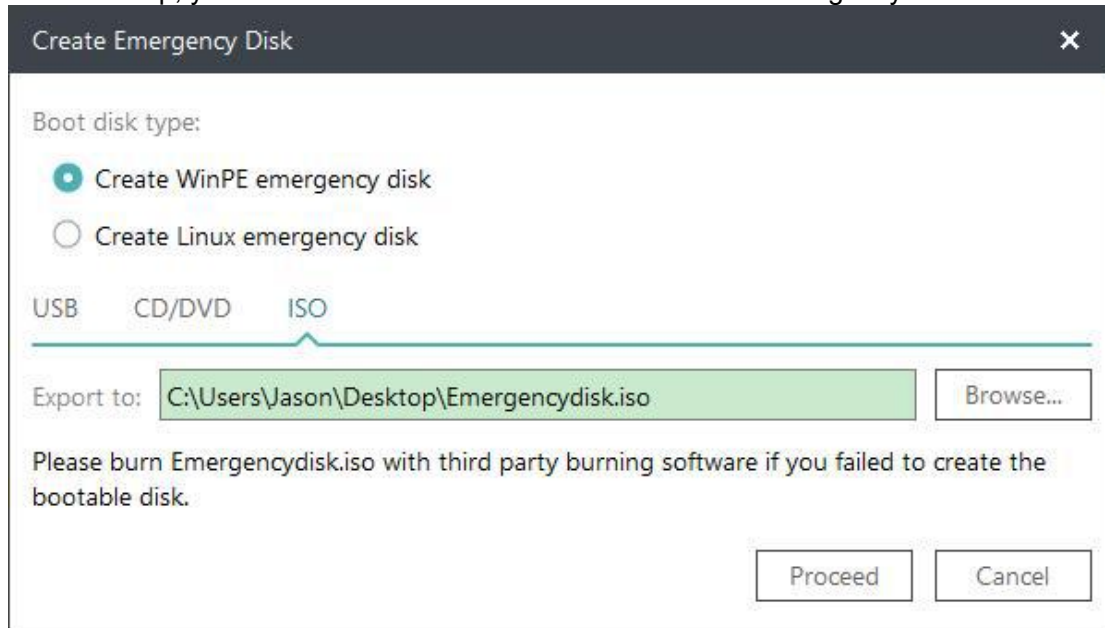 Create Emergency Disk
Boot disk type:
Create WinPE emergency disk
Create Linux emergency disk
USB CD/DVD ISO
Export to: C:\Users\Jason\Desktop\Emergencydisk.iso Browse...
Please burn Emergencydisk.iso with third party burning software if you failed to create the
bootable disk.
Proceed Cancel